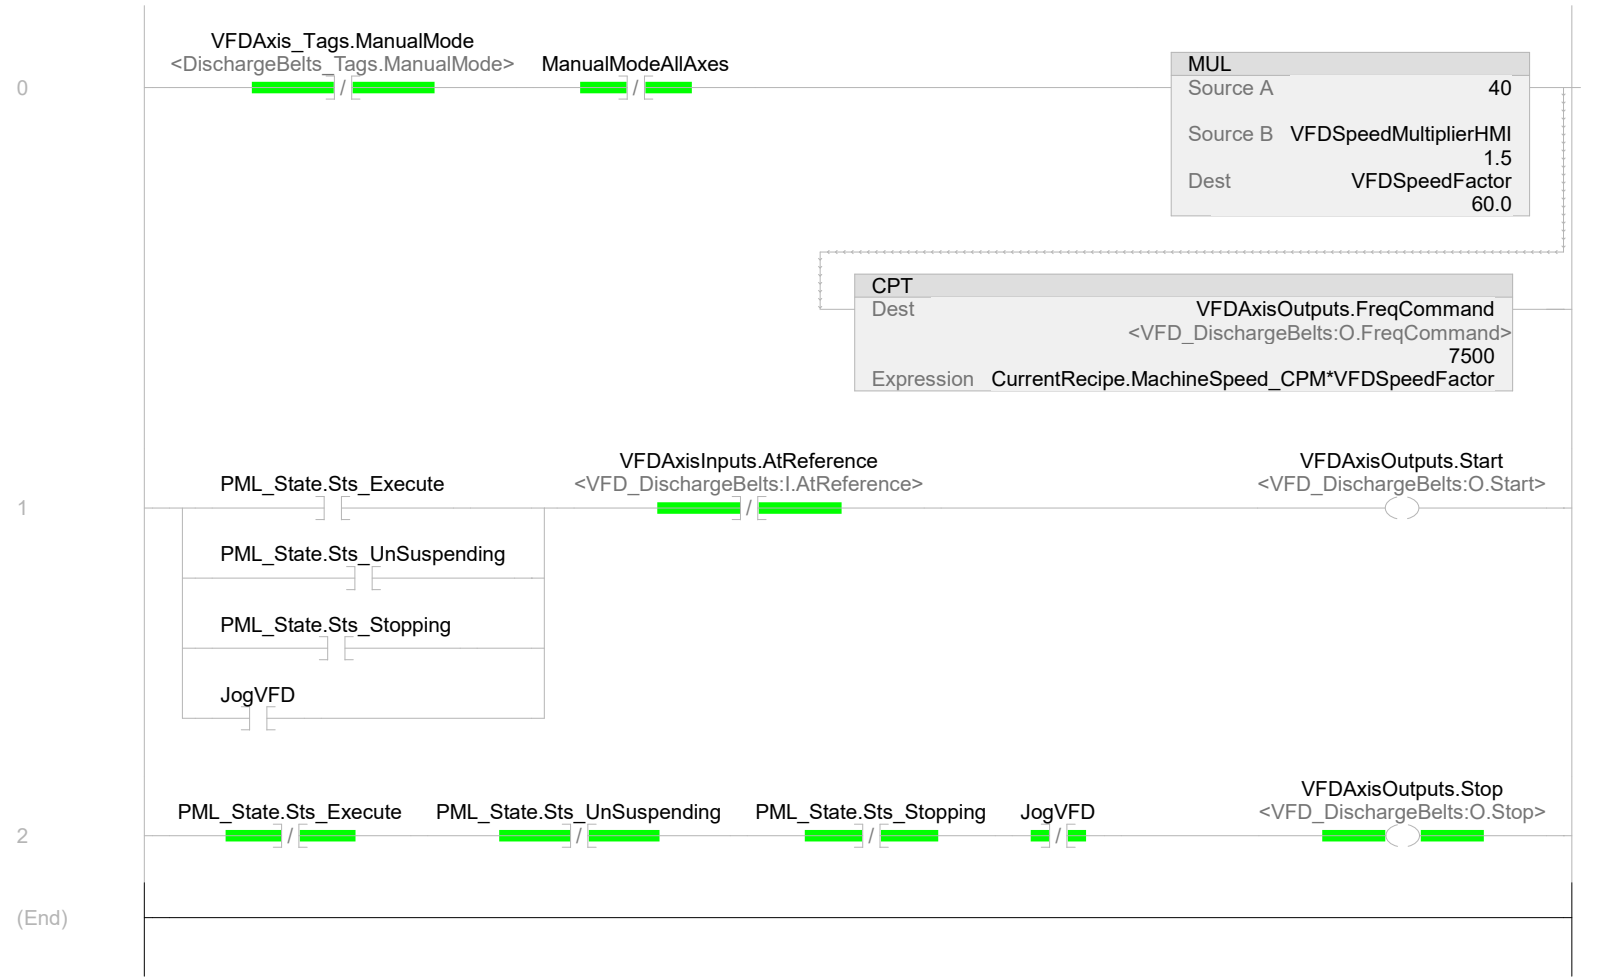 VFDAxis_Tags.ManualMode
<DischargeBelts_Tags.ManualMode>
ManualModeAllAxes
0
/
/
MUL
Source A 40
Source B VFDSpeedMultiplierHMI
1.5
Dest VFDSpeedFactor
60.0
CPT
Dest VFDAxisOutputs.FreqCommand
<VFD_DischargeBelts:O.FreqCommand>
7500
Expression CurrentRecipe.MachineSpeed_CPM*VFDSpeedFactor
1
PML_State.Sts_Execute
VFDAxisInputs.AtReference
<VFD_DischargeBelts:I.AtReference>
/
VFDAxisOutputs.Start
<VFD_DischargeBelts:O.Start>
PML_State.Sts_UnSuspending
PML_State.Sts_Stopping
JogVFD
2
PML_State.Sts_Execute
/
PML_State.Sts_UnSuspending
/
PML_State.Sts_Stopping
/
JogVFD
/
VFDAxisOutputs.Stop
<VFD_DischargeBelts:O.Stop>
(End)